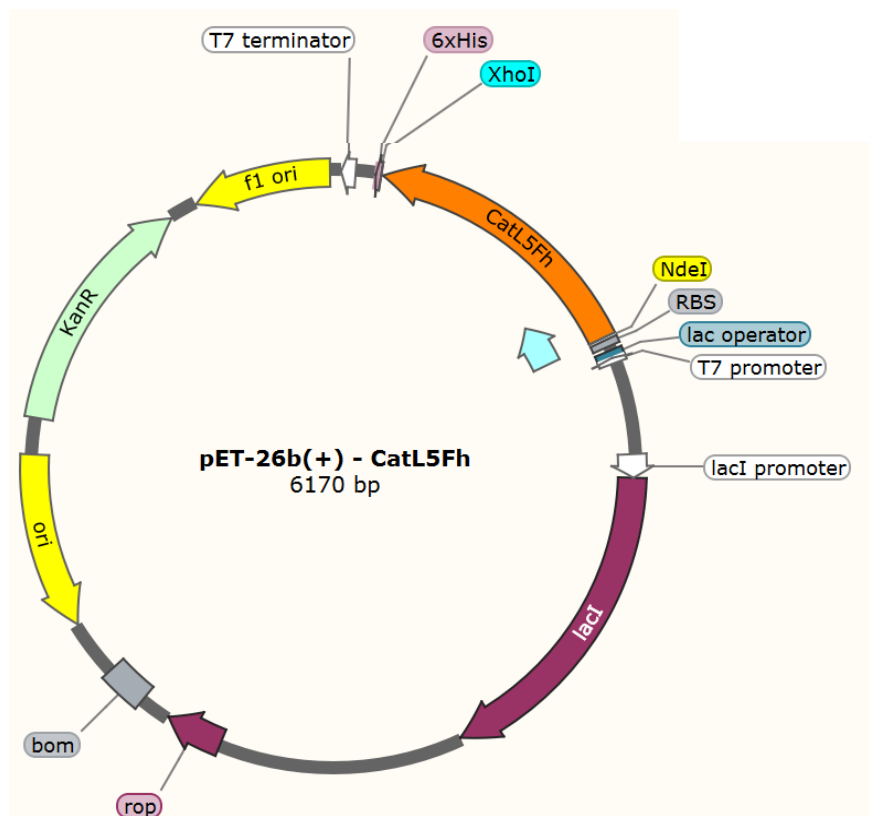 T7 terminator
6xHis
XhoI
f1 ori
CatL5Fh
NdeI
RBS
KanR
lac operator
T7 promoter
pET-26b(+) - CatL5Fh
6170 bp
lacI promoter
ori
lacI
bom
rop